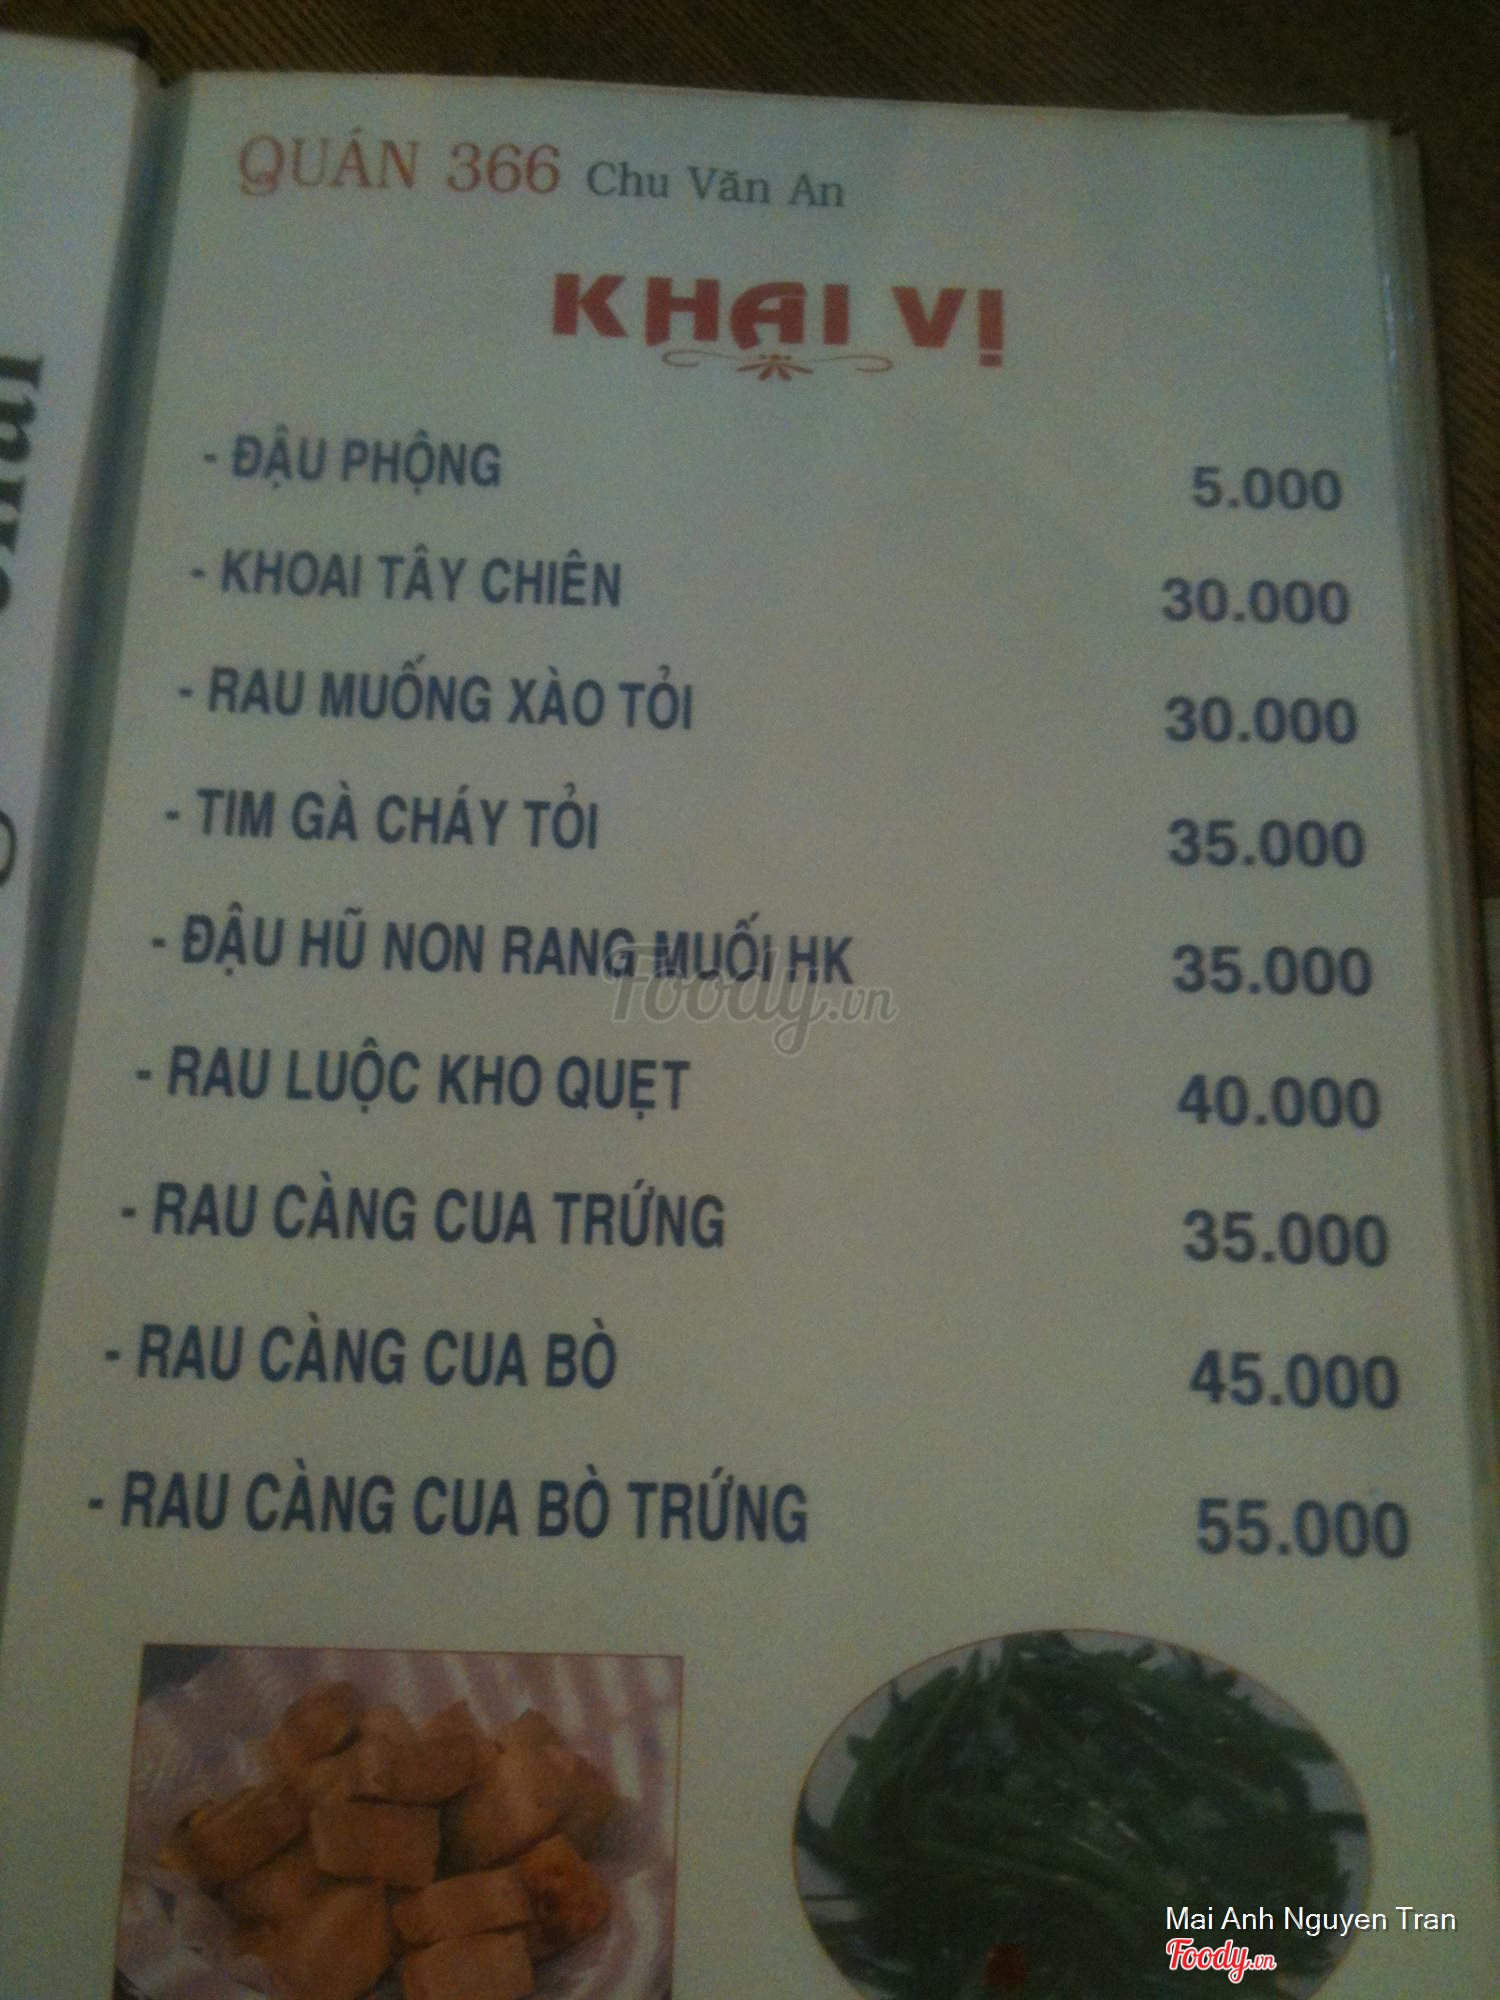 QUÁN 366 Chu Văn An
KHAI VỊ
- ĐẬU PHỘNG 5.000
- KHOAI TÂY CHIÊN 30.000
- RAU MUỐNG XÀO TỎI 30.000
- TIM GÀ CHÁY TỎI 35.000
- ĐẬU HŨ NON RANG MUỐI HK 35.000
- RAU LUỘC KHO QUẸT 40.000
- RAU CÀNG CUA TRỨNG 35.000
- RAU CÀNG CUA BÒ 45.000
- RAU CÀNG CUA BÒ TRỨNG 55.000
Foody.vn
Mai Anh Nguyen Tran
Foody.vn